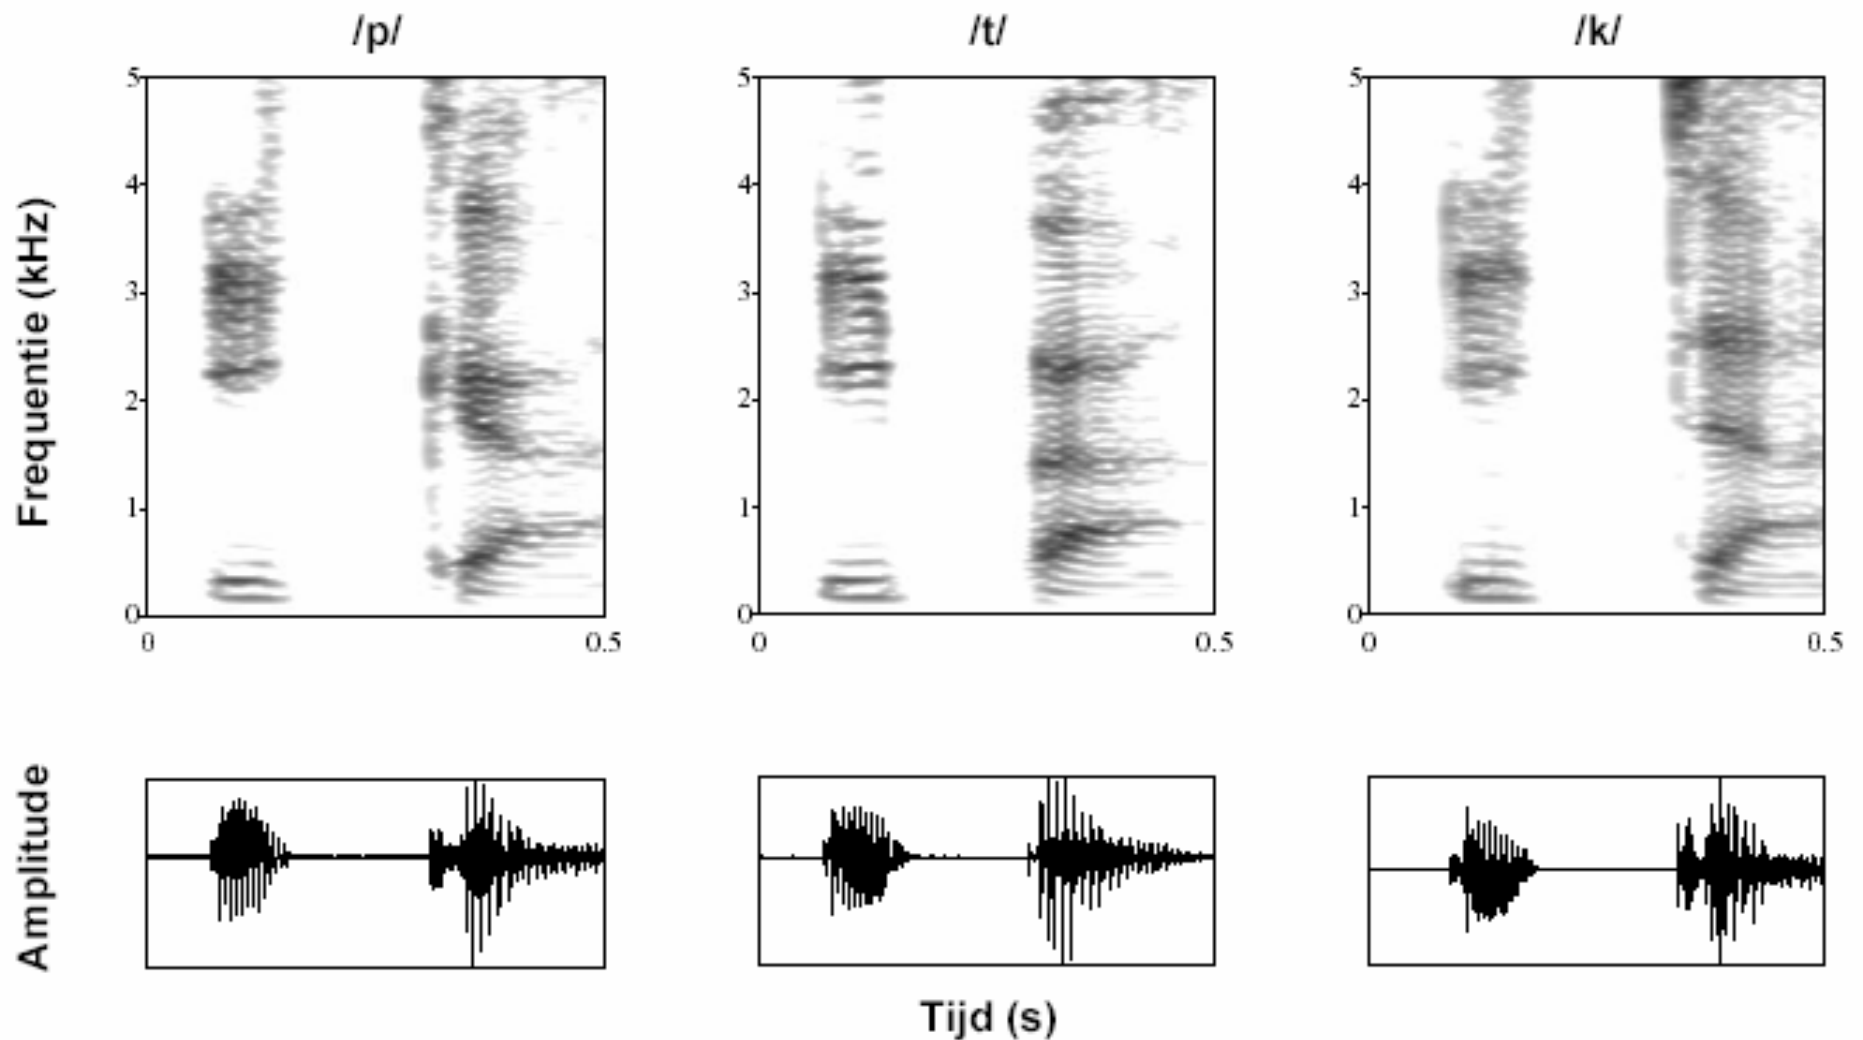 /p/ /t/ /k/
Frequentie (kHz)
5 5 5
4 4 4
3 3 3
2 2 2
1 1 1
0 0 0
0 0.5 0 0.5 0 0.5
Amplitude
Tijd (s)